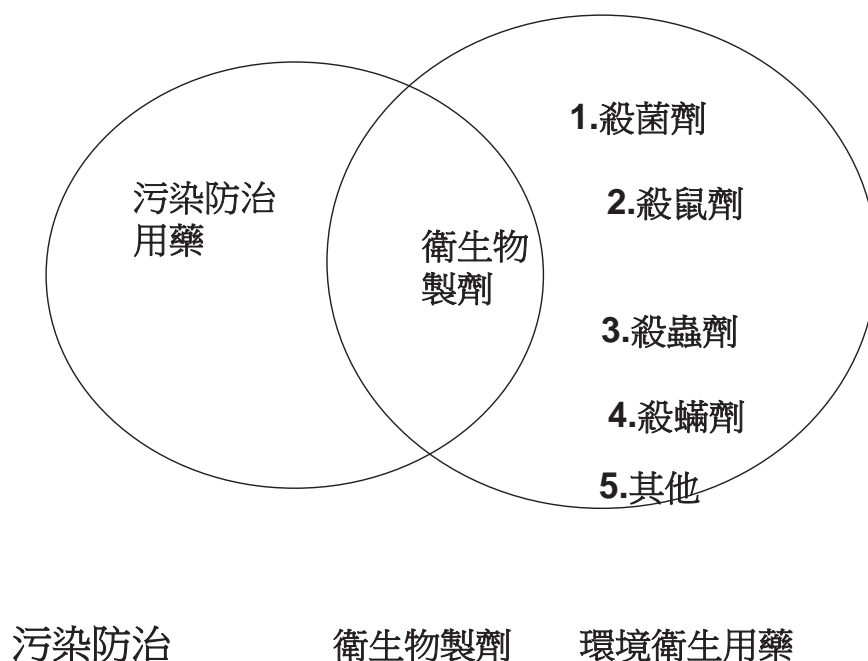 1.殺菌劑
污染防治
用藥
2.殺鼠劑
衛生物
製劑
3.殺蟲劑
4.殺蟎劑
5.其他
污染防治
衛生物製劑
環境衛生用藥